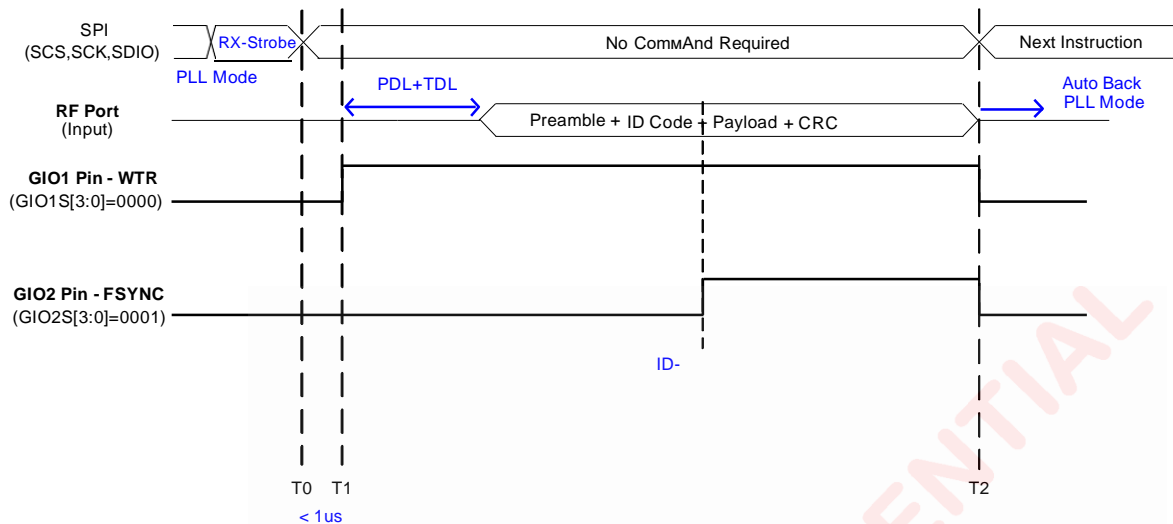 SPI
(SCS,SCK,SDIO)
RX-Strobe
No ComмAnd Required
Next Instruction
PLL Mode
PDL+TDL
Auto Back
PLL Mode
RF Port
(Input)
Preamble + ID Code + Payload + CRC
GIO1 Pin - WTR
(GIO1S[3:0]=0000)
GIO2 Pin - FSYNC
(GIO2S[3:0]=0001)
ID-
T0 T1 T2
< 1us
ENTIAL